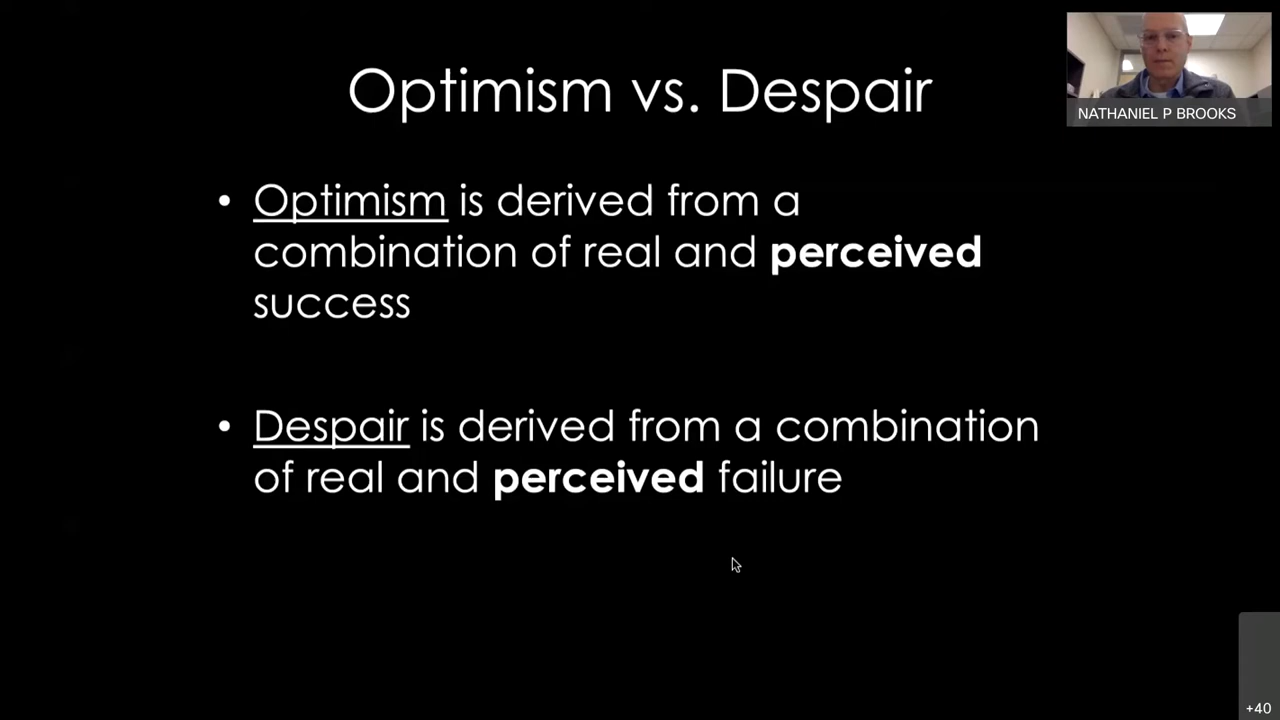 Optimism vs. Despair
NATHANIEL P BROOKS
• Optimism is derived from a
combination of real and perceived
success
• Despair is derived from a combination
of real and perceived failure
+40